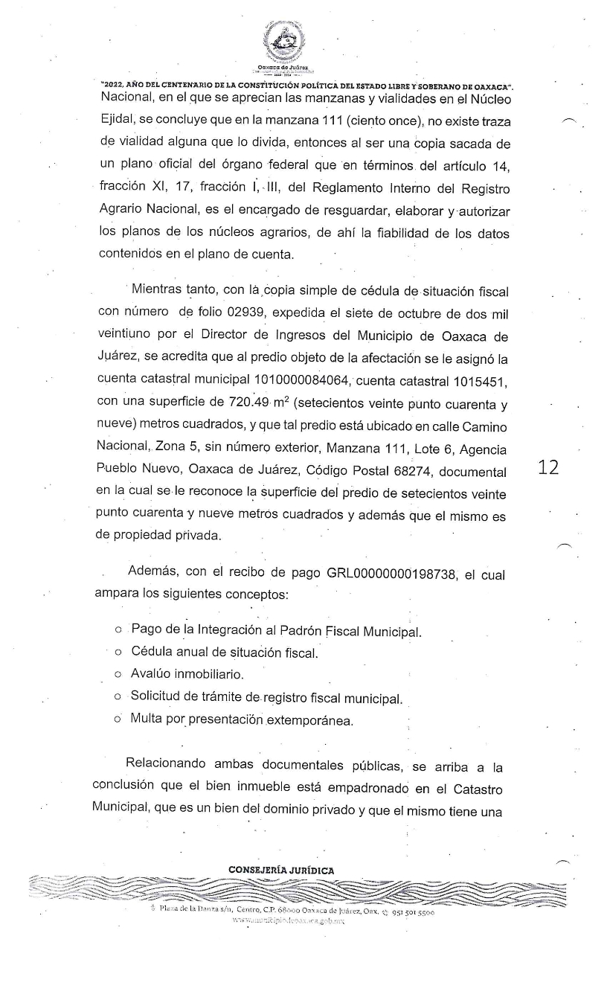 Oaxaca de Juárez
"2022, AÑO DEL CENTENARIO DE LA CONSTITUCIÓN POLÍTICA DEL ESTADO LIBRE Y SOBERANO DE OAXACA".
Nacional, en el que se aprecian las manzanas y vialidades en el Núcleo
Ejidal, se concluye que en la manzana 111 (ciento once), no existe traza
de vialidad alguna que lo divida, entonces al ser una copia sacada de
un plano oficial del órgano federal que en términos del artículo 14,
fracción XI, 17, fracción I, III, del Reglamento Interno del Registro
Agrario Nacional, es el encargado de resguardar, elaborar y autorizar
los planos de los núcleos agrarios, de ahí la fiabilidad de los datos
contenidos en el plano de cuenta.
Mientras tanto, con la copia simple de cédula de situación fiscal
con número de folio 02939, expedida el siete de octubre de dos mil
veintiuno por el Director de Ingresos del Municipio de Oaxaca de
Juárez, se acredita que al predio objeto de la afectación se le asignó la
cuenta catastral municipal 1010000084064, cuenta catastral 1015451,
con una superficie de 720.49 m² (setecientos veinte punto cuarenta y
nueve) metros cuadrados, y que tal predio está ubicado en calle Camino
Nacional, Zona 5, sin número exterior, Manzana 111, Lote 6, Agencia
Pueblo Nuevo, Oaxaca de Juárez, Código Postal 68274, documental
en la cual se le reconoce la superficie del predio de setecientos veinte
punto cuarenta y nueve metros cuadrados y además que el mismo es
de propiedad privada.
12
Además, con el recibo de pago GRL00000000198738, el cual
ampara los siguientes conceptos:
o Pago de la Integración al Padrón Fiscal Municipal.
o Cédula anual de situación fiscal.
o Avalúo inmobiliario.
o Solicitud de trámite de registro fiscal municipal.
o Multa por presentación extemporánea.
Relacionando ambas documentales públicas, se arriba a la
conclusión que el bien inmueble está empadronado en el Catastro
Municipal, que es un bien del dominio privado y que el mismo tiene una
CONSEJERÍA JURÍDICA
Plaza de la Danza s/n, Centro, C.P. 68000 Oaxaca de Juárez, Oax. 951 501 5500
www.municipiodeoaxaca.gob.mx